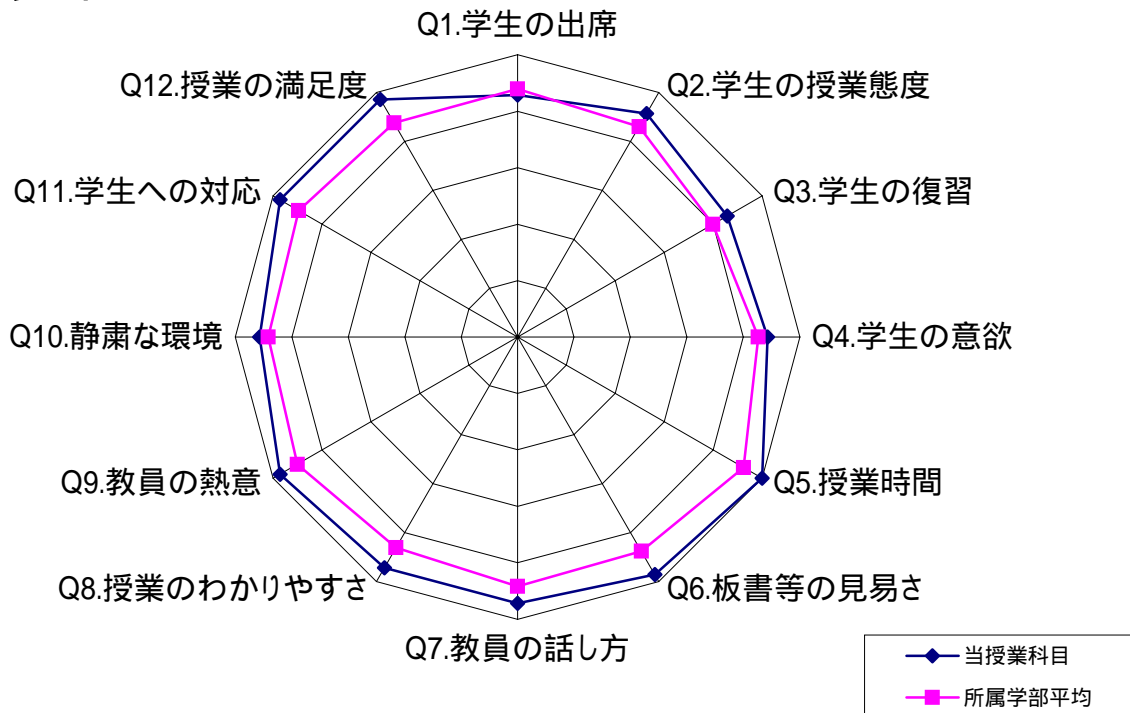 Q1.学生の出席
Q2.学生の授業態度
Q3.学生の復習
Q4.学生の意欲
Q5.授業時間
Q6.板書等の見易さ
Q7.教員の話し方
Q8.授業のわかりやすさ
Q9.教員の熱意
Q10.静粛な環境
Q11.学生への対応
Q12.授業の満足度
当授業科目
所属学部平均